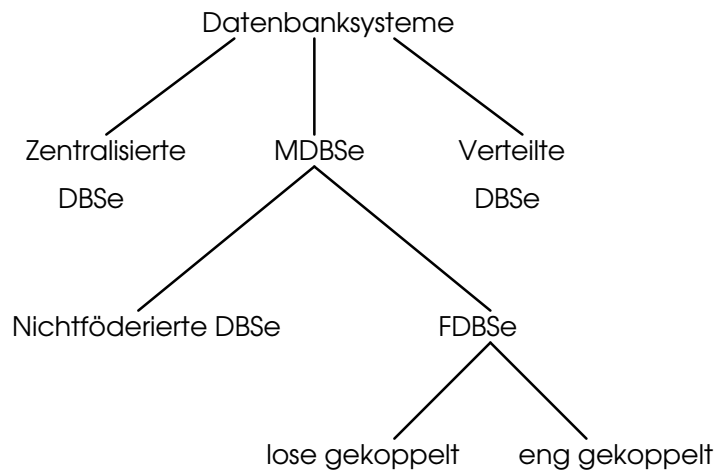 Datenbanksysteme
Zentralisierte
DBSe
MDBSe
Verteilte
DBSe
Nichtföderierte DBSe
FDBSe
lose gekoppelt
eng gekoppelt